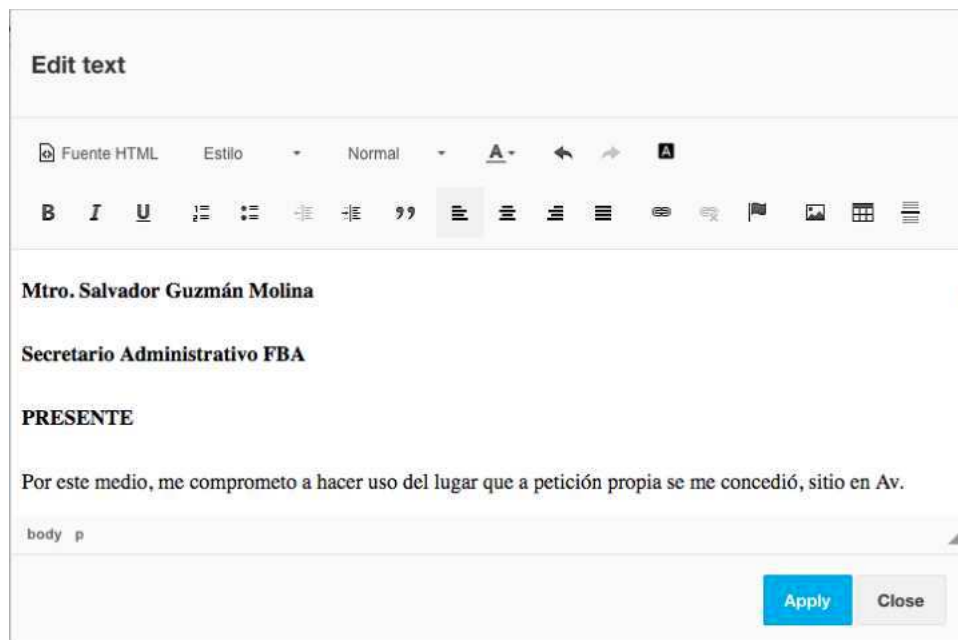 Edit text
Fuente HTML Estilo Normal A A
B I U
Mtro. Salvador Guzmán Molina
Secretario Administrativo FBA
PRESENTE
Por este medio, me comprometo a hacer uso del lugar que a petición propia se me concedió, sitio en Av.
body p
Apply Close